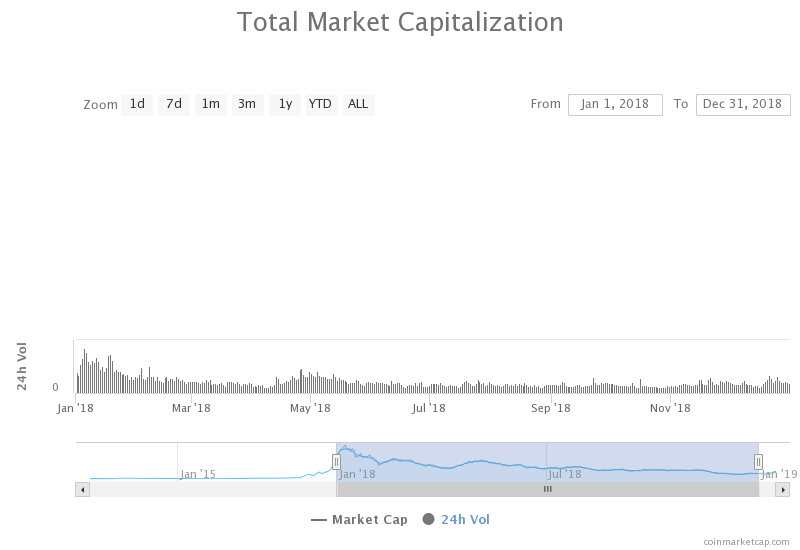 Total Market Capitalization
Zoom 1d 7d 1m 3m 1y YTD ALL From Jan 1, 2018 To Dec 31, 2018
24h Vol
0
Jan '18 Mar '18 May '18 Jul '18 Sep '18 Nov '18
Jan '15 Jan '18 Jul '18 Jan '19
Market Cap 24h Vol
coinmarketcap.com